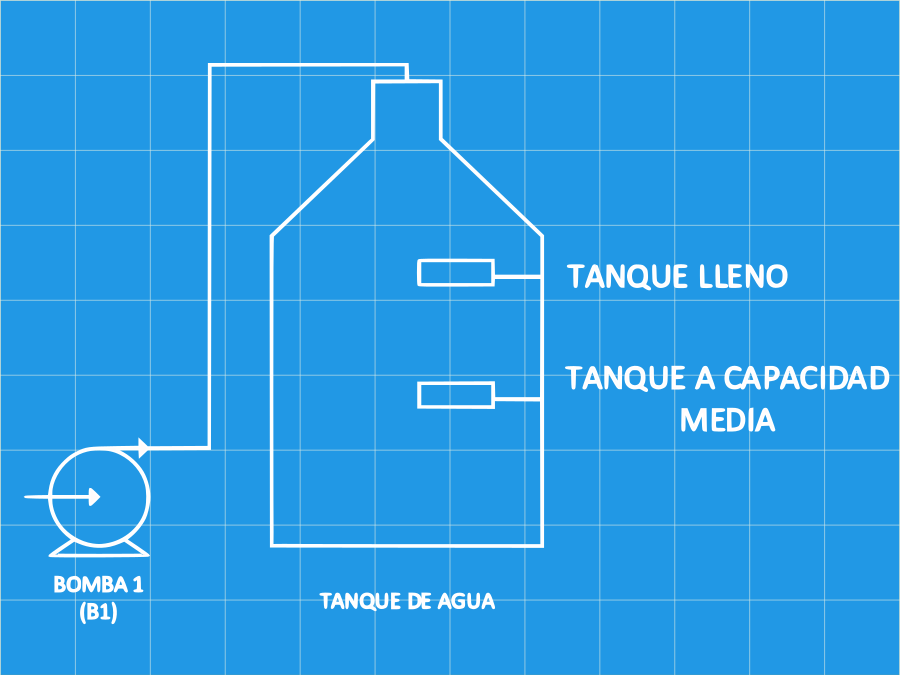 TANQUE LLENO
TANQUE A CAPACIDAD
MEDIA
BOMBA 1
(B1)
TANQUE DE AGUA